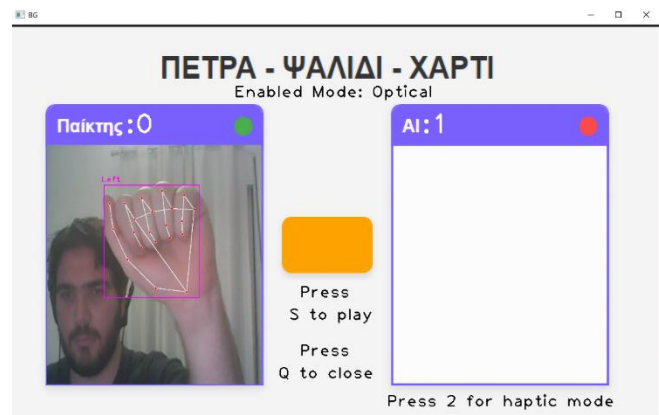 BG
ΠΕΤΡΑ - ΨΑΛΙΔΙ - ΧΑΡΤΙ
Enabled Mode: Optical
Παίκτης:0
AI:1
Left
Press
S to play
Press
Q to close
Press 2 for haptic mode